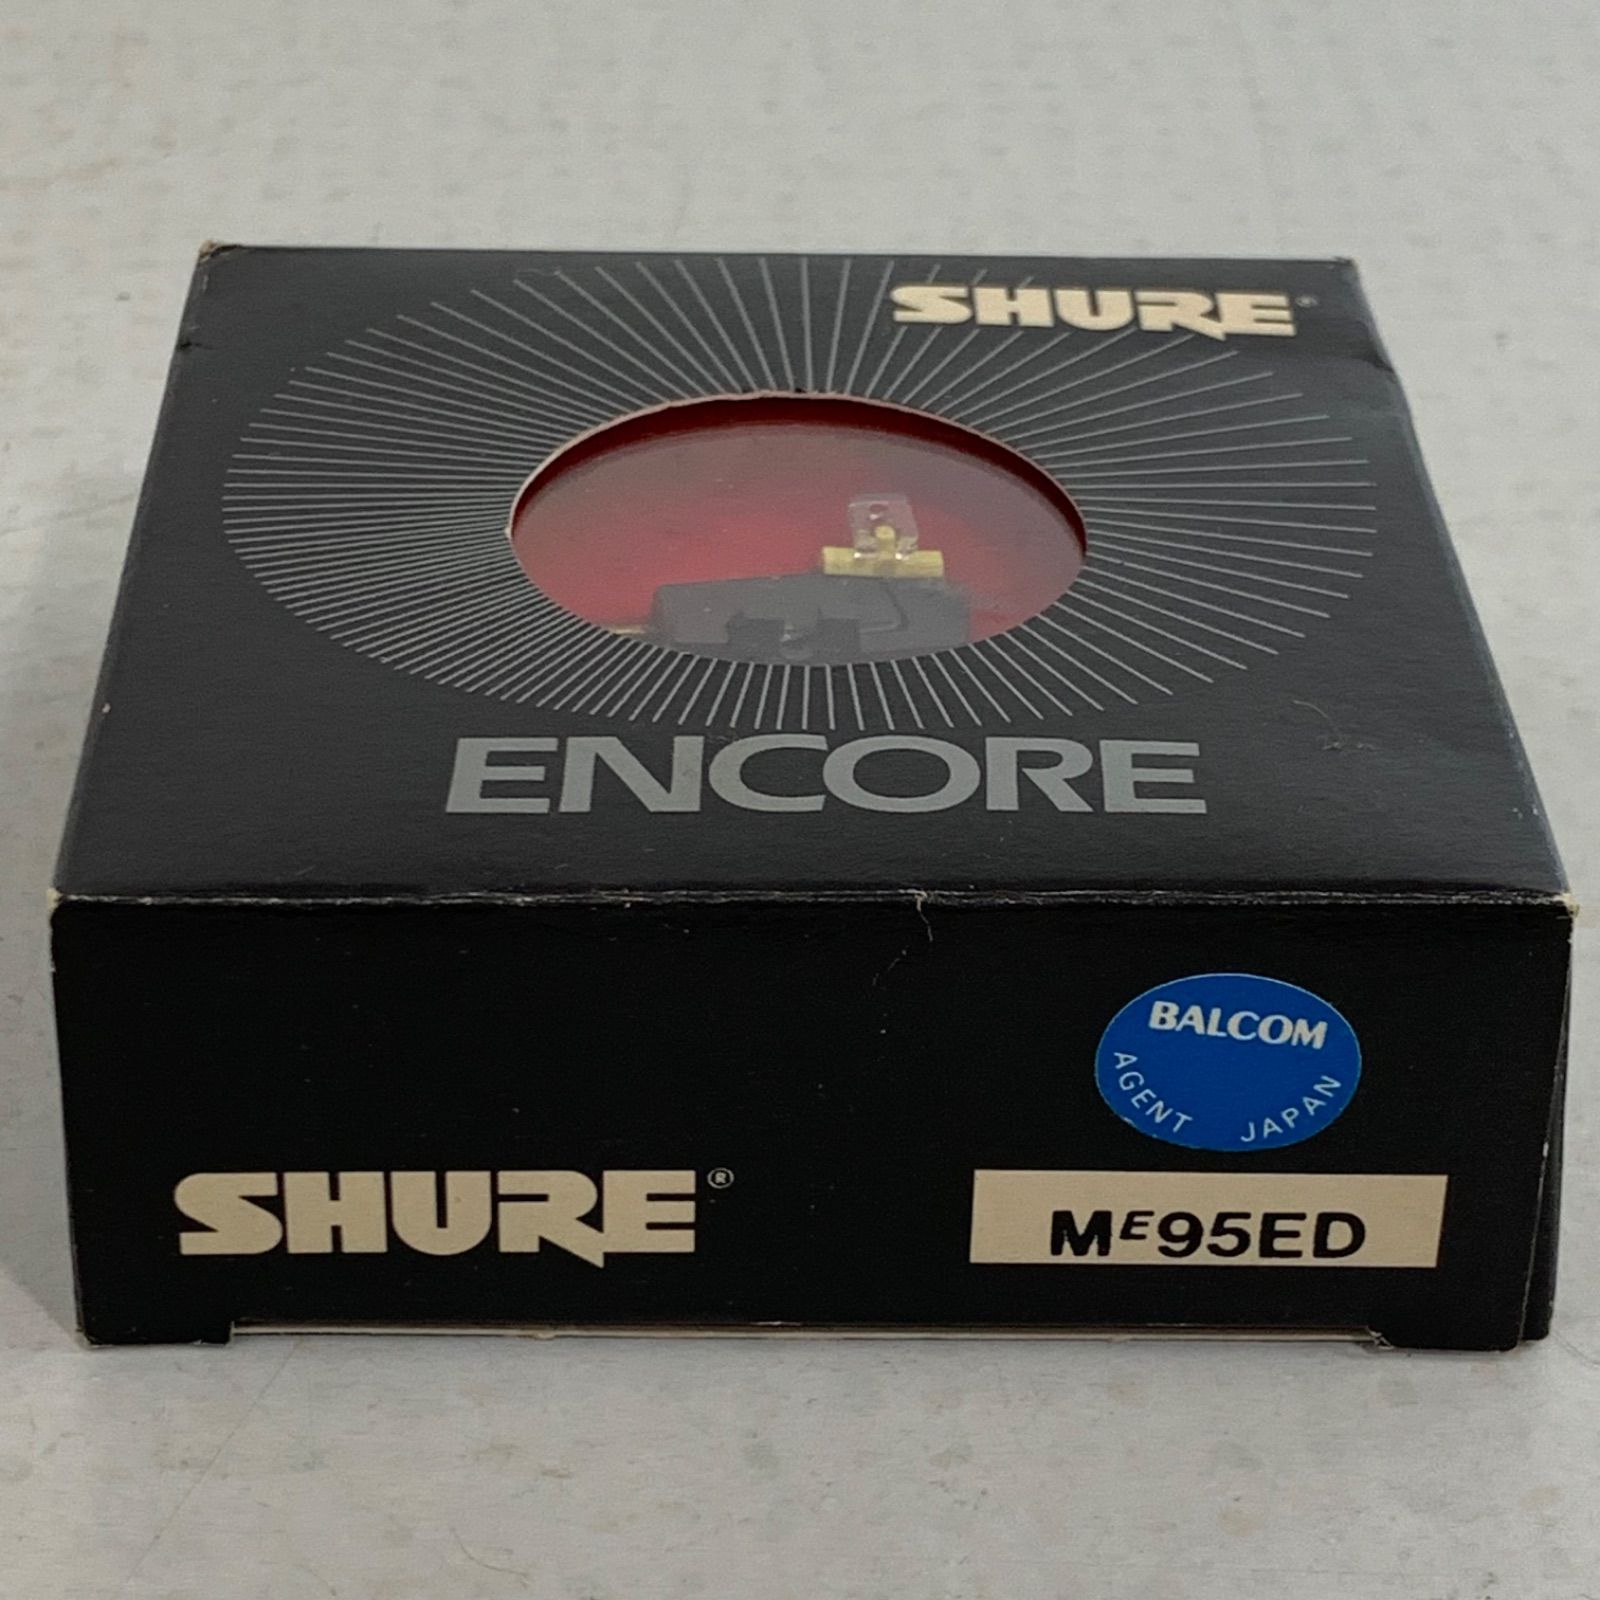 SHURE®
ENCORE
BALCOM
AGENT JAPAN
SHURE®
ME95ED